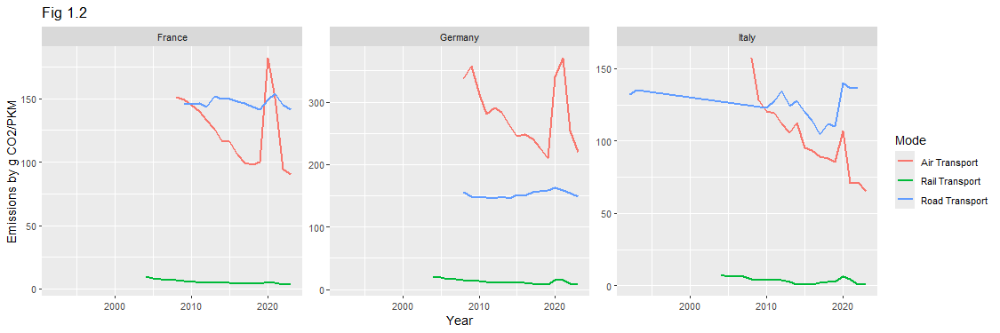 Fig 1.2
France
Germany
Italy
Emissions by g CO2/PKM
150
100
50
0
300
200
100
0
150
100
50
0
2000
2010
2020
2000
2010
2020
2000
2010
2020
Year
Mode
Air Transport
Rail Transport
Road Transport